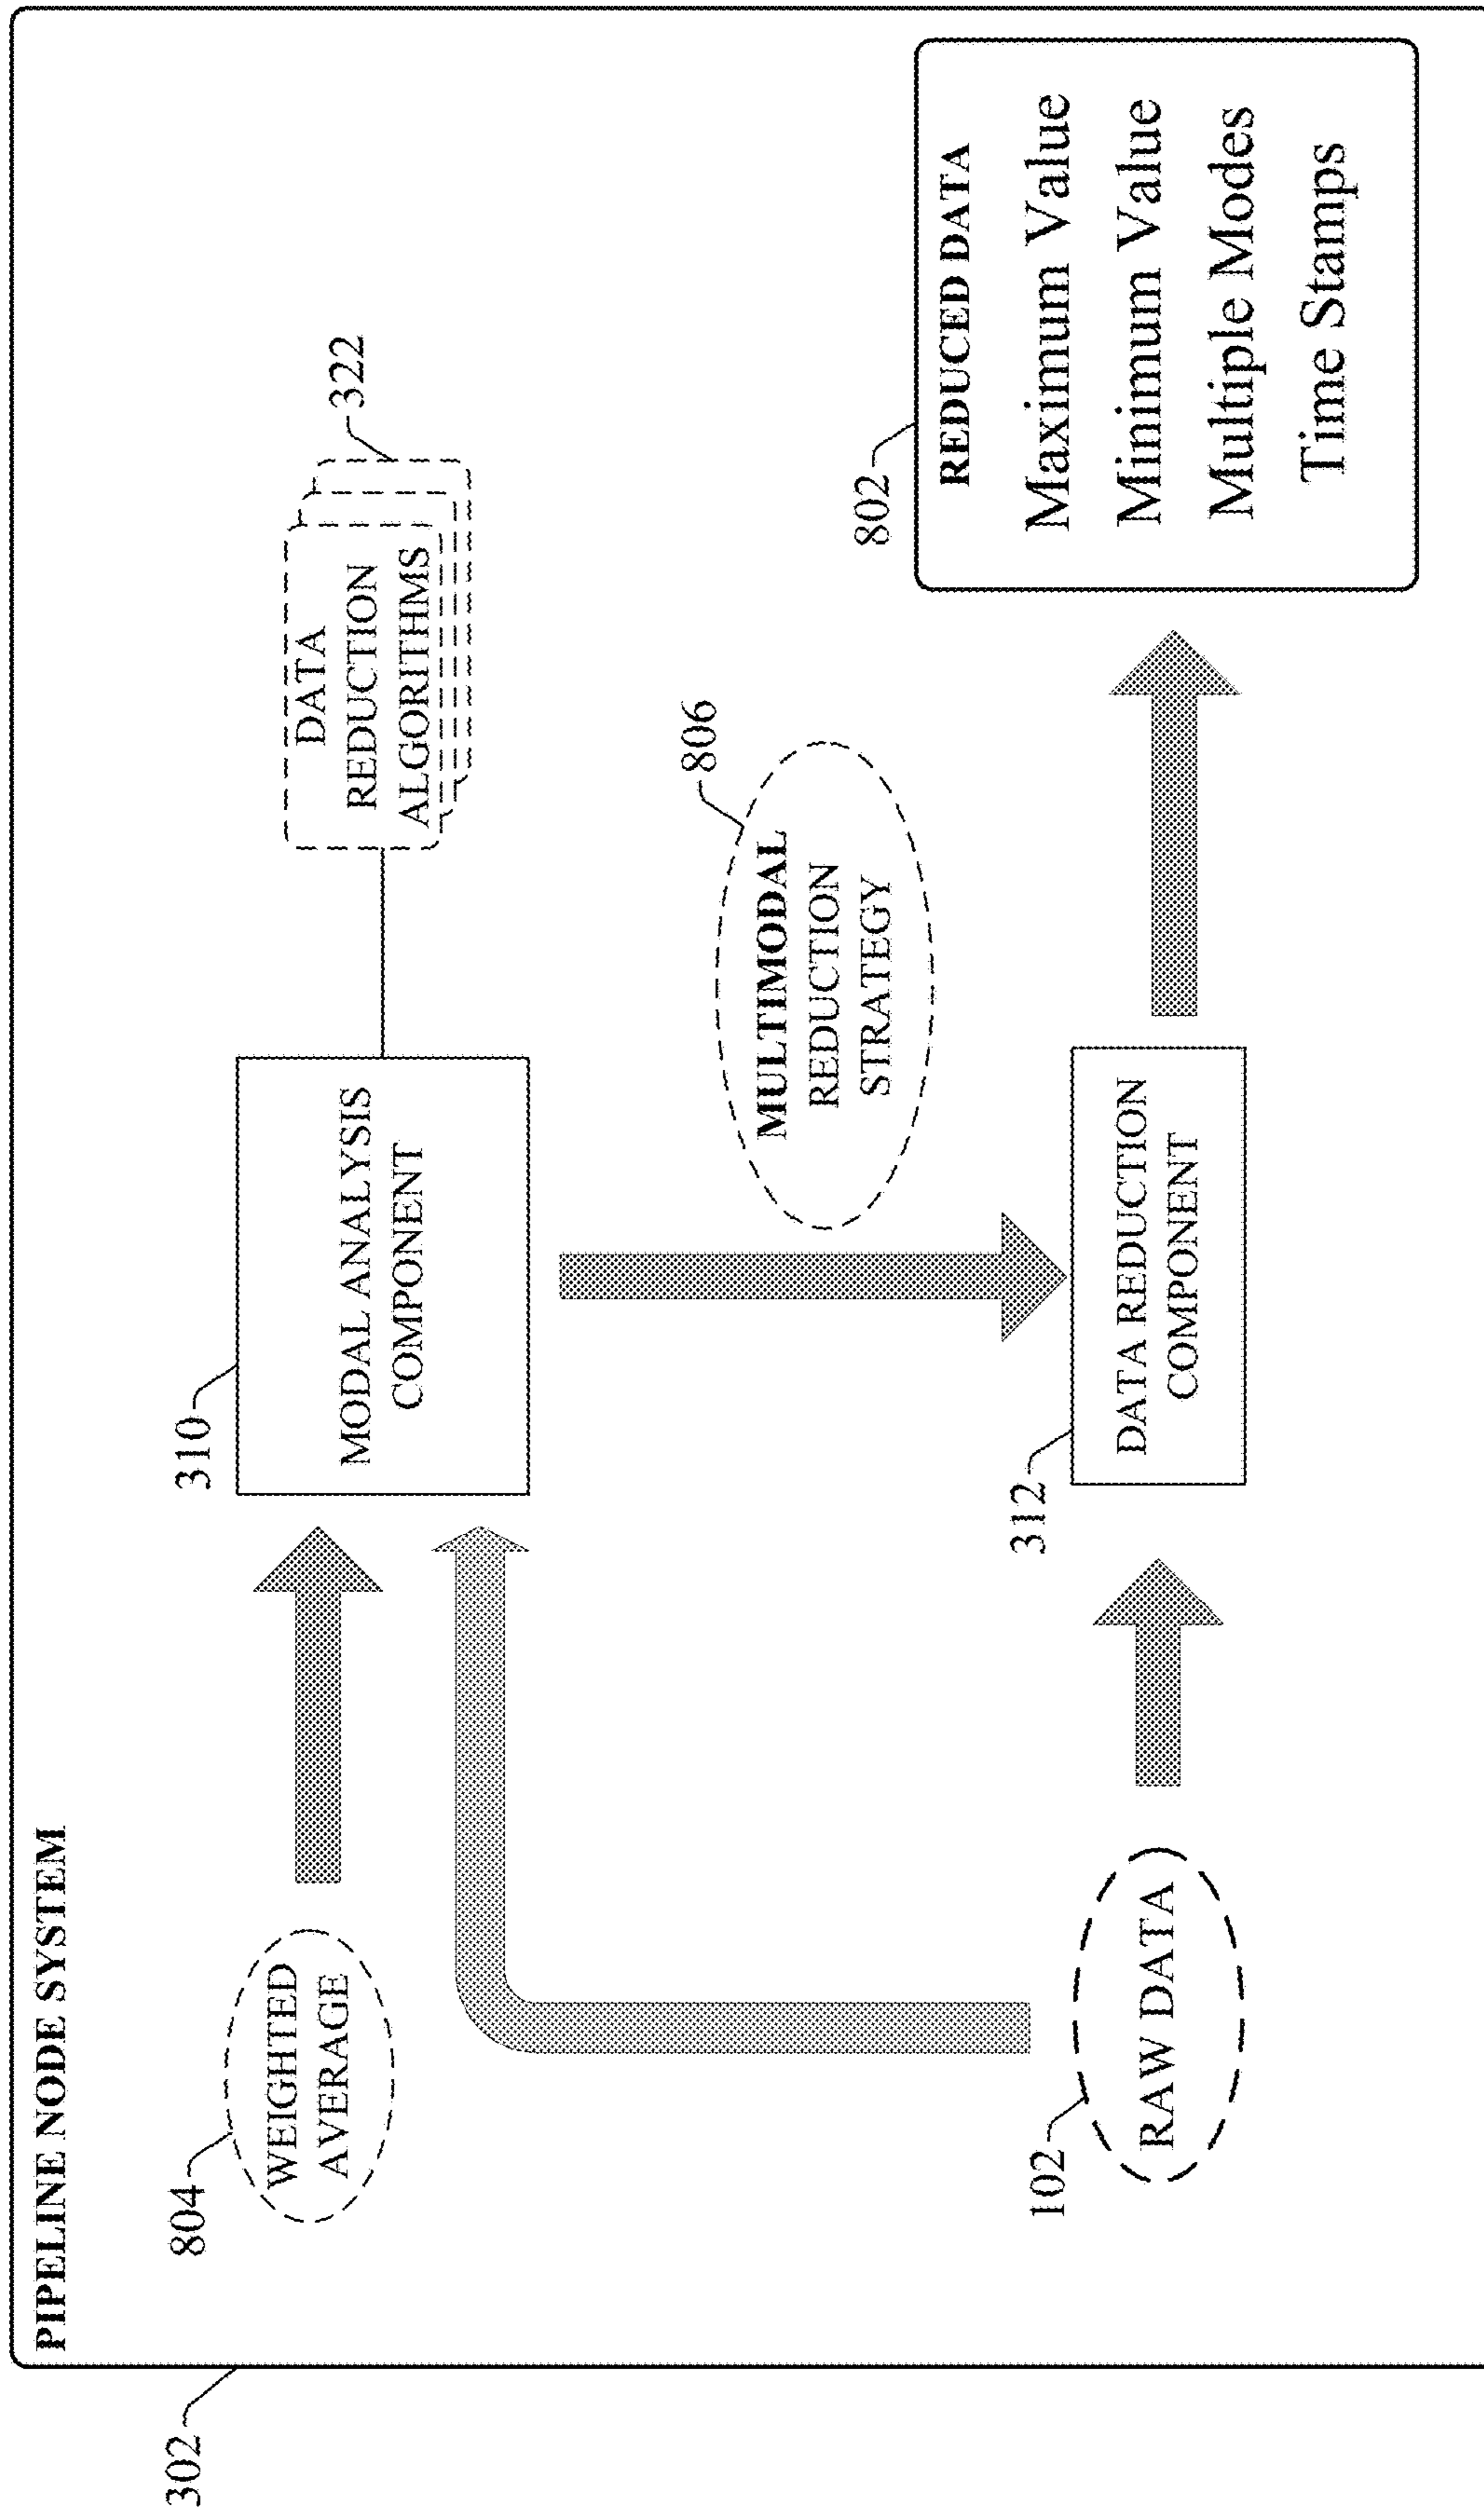 302
PIPELINE NODE SYSTEM
804
WEIGHTED
AVERAGE
310
MODAL ANALYSIS
COMPONENT
DATA
REDUCTION
ALGORITHMS
322
806
MULTIMODAL
REDUCTION
STRATEGY
102
RAW DATA
312
DATA REDUCTION
COMPONENT
802
REDUCED DATA
Maximum Value
Minimum Value
Multiple Modes
Time Stamps